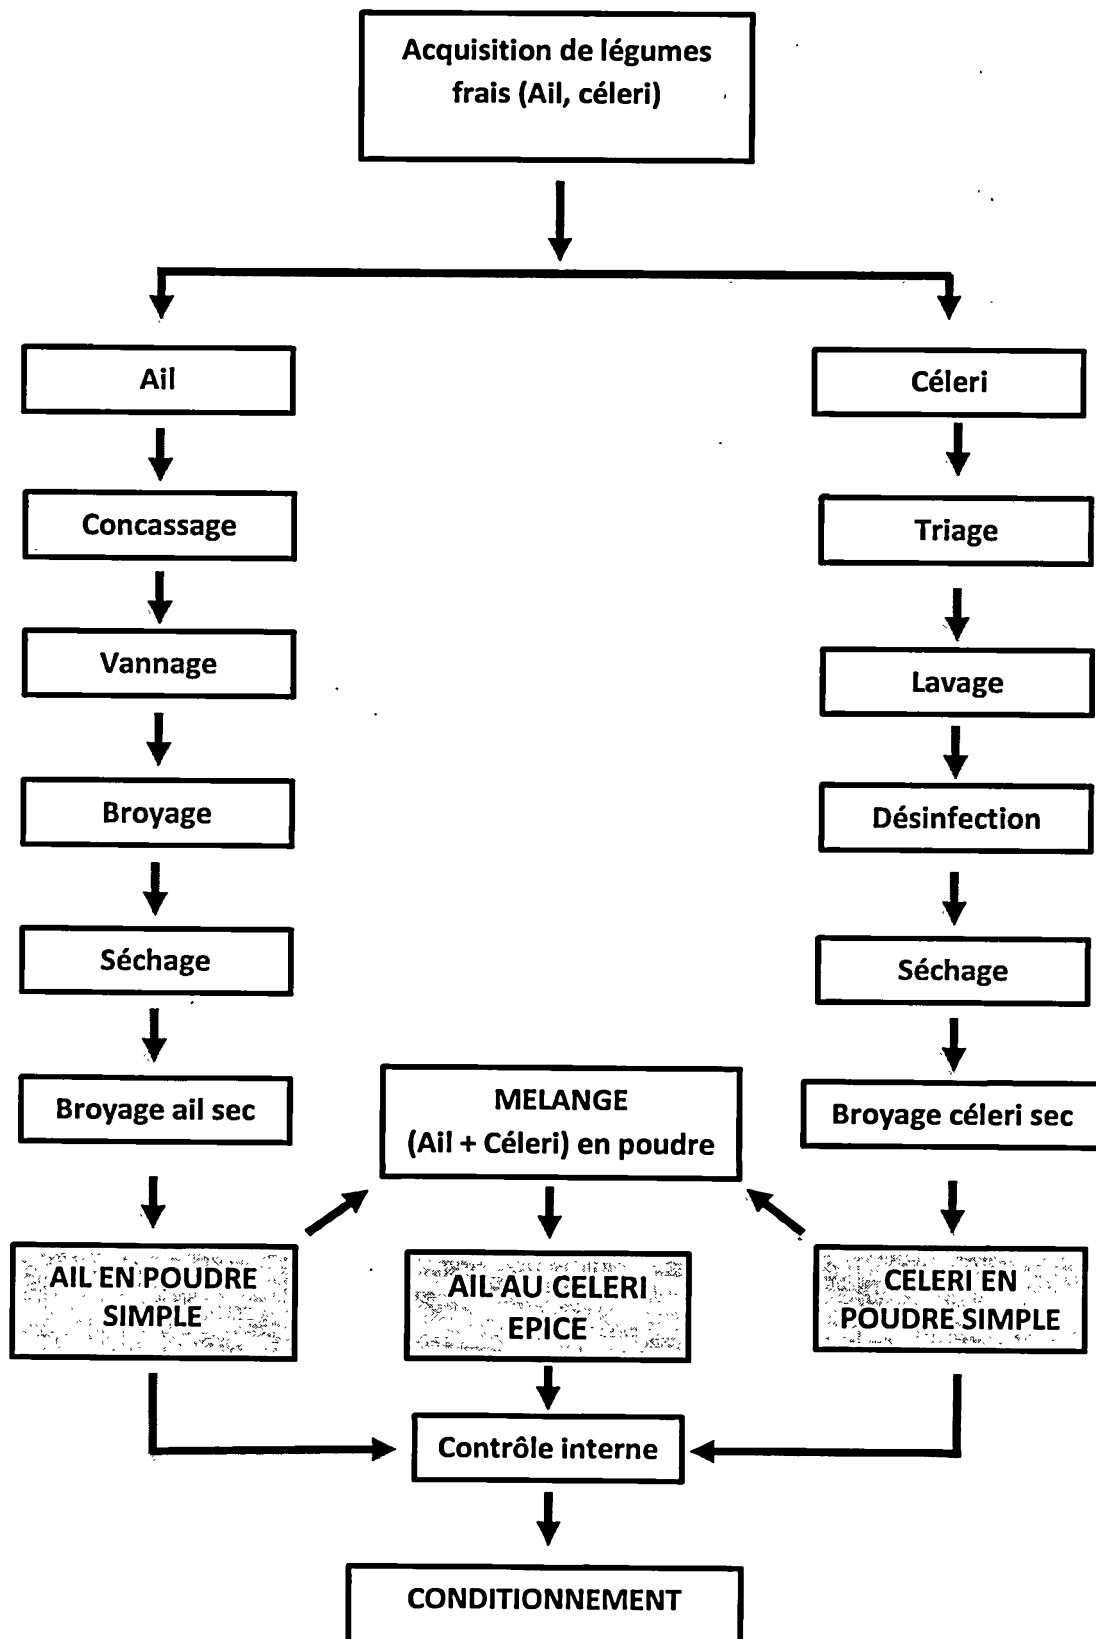 Acquisition de légumes
frais (Ail, céleri)
Ail
Céleri
Concassage
Triage
Vannage
Lavage
Broyage
Désinfection
Séchage
Séchage
Broyage ail sec
MELANGE
(Ail + Céleri) en poudre
Broyage céleri sec
AIL EN POUDRE
SIMPLE
AIL AU CELERI
EPICE
CELERI EN
POUDRE SIMPLE
Contrôle interne
CONDITIONNEMENT